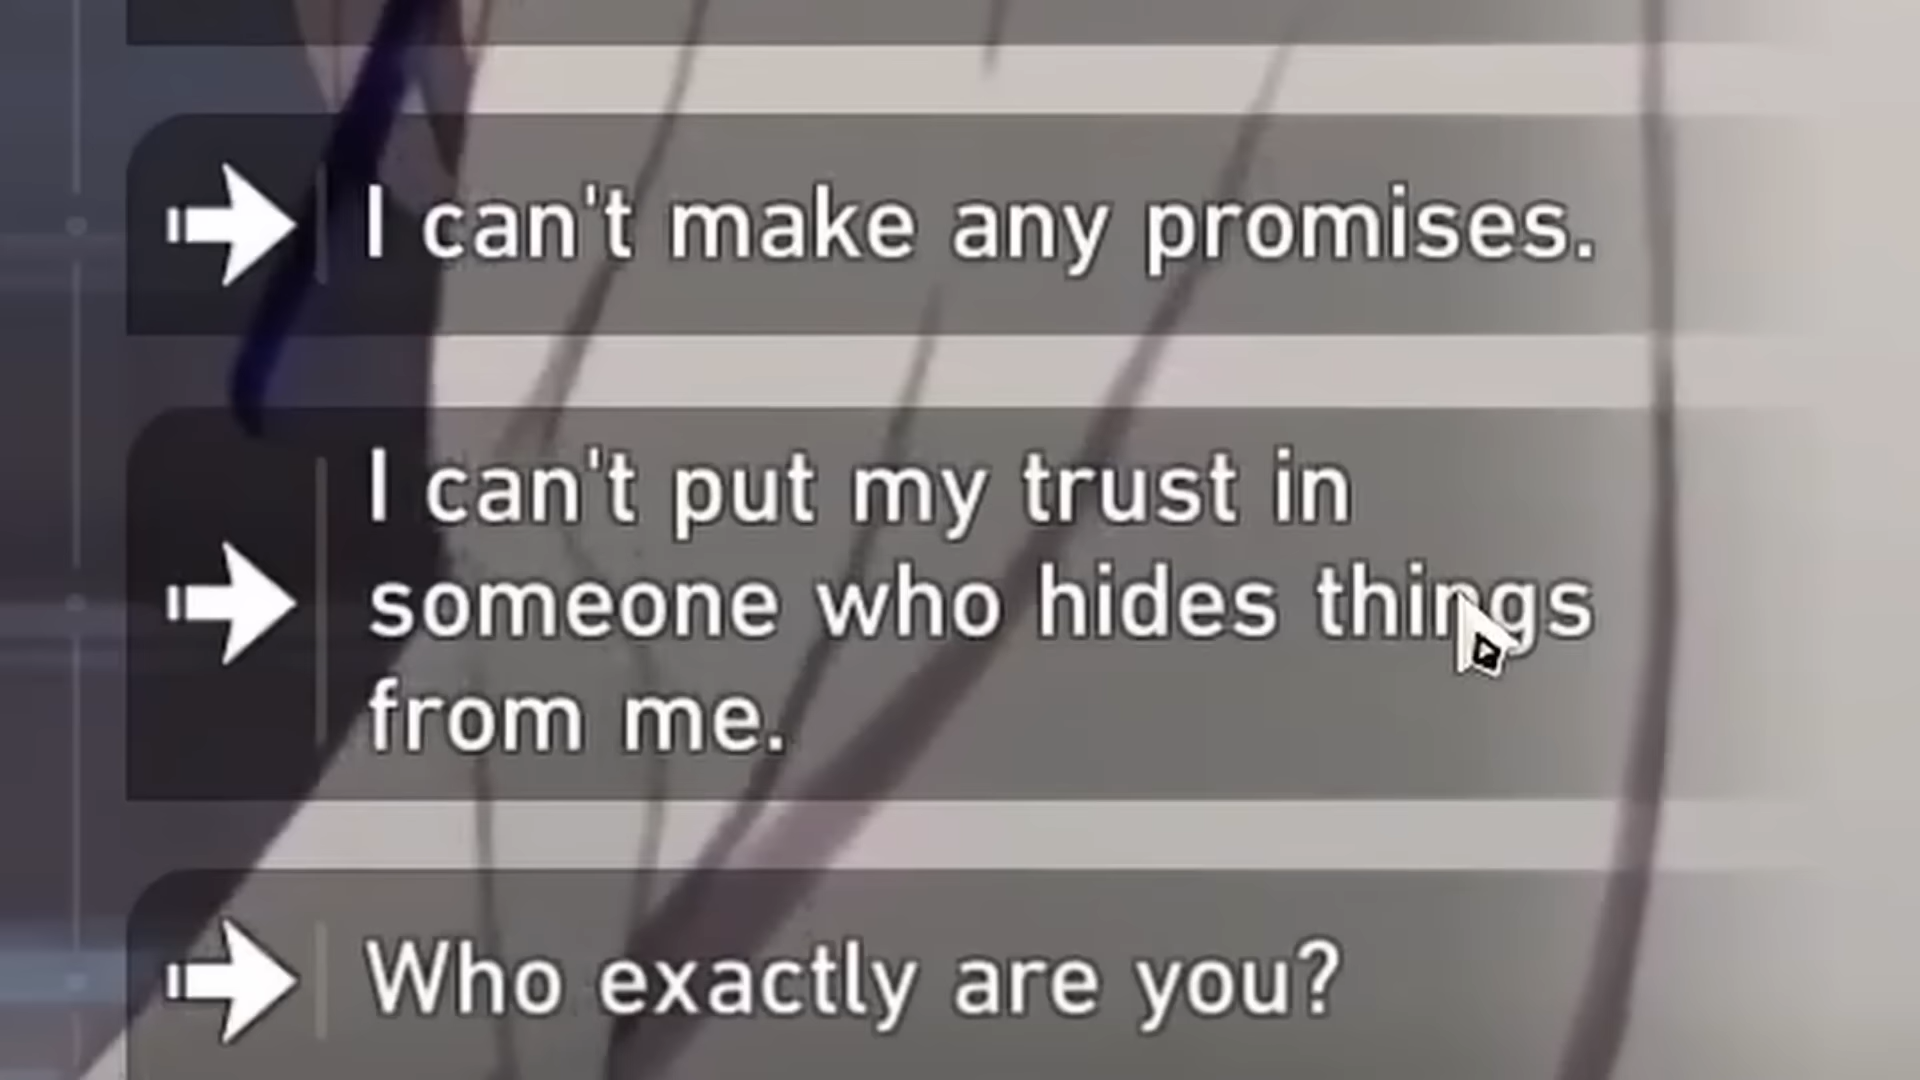 I can't make any promises.
I can't put my trust in
someone who hides things
from me.
Who exactly are you?